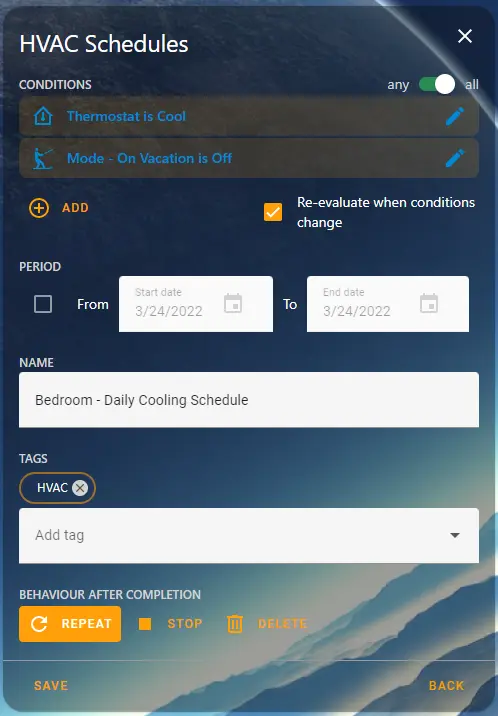 HVAC Schedules
CONDITIONS any all
Thermostat is Cool
Mode - On Vacation is Off
ADD
Re-evaluate when conditions
change
PERIOD
From Start date 3/24/2022 To End date 3/24/2022
NAME
Bedroom - Daily Cooling Schedule
TAGS
HVAC
Add tag
BEHAVIOUR AFTER COMPLETION
REPEAT STOP DELETE
SAVE BACK